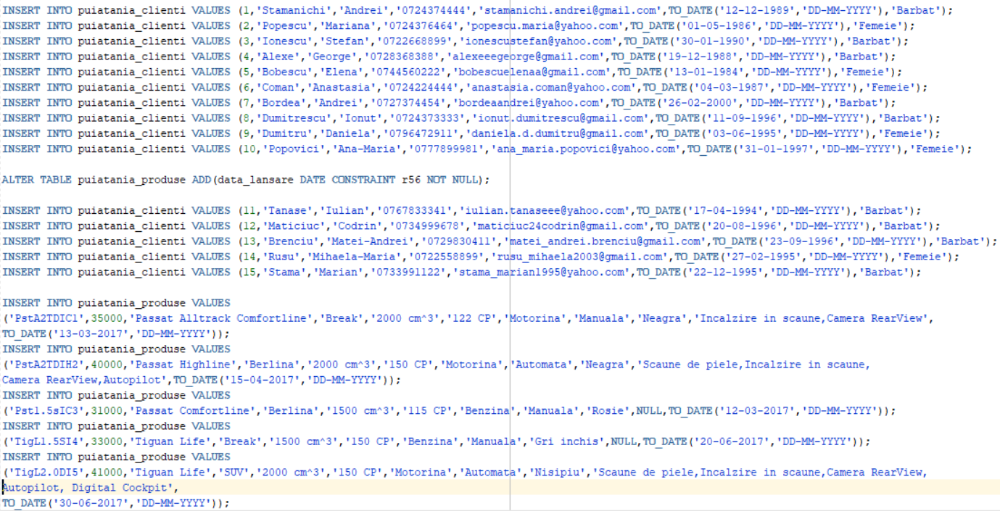 INSERT INTO puiatania_clienti VALUES (1,'Stamanichi','Andrei','0724374444','stamanichi.andrei@gmail.com',TO_DATE('12-12-1989','DD-MM-YYYY'),'Barbat');
INSERT INTO puiatania_clienti VALUES (2,'Popescu','Mariana','0724376464','popescu.maria@yahoo.com',TO_DATE('01-05-1986','DD-MM-YYYY'),'Femeie');
INSERT INTO puiatania_clienti VALUES (3,'Ionescu','Stefan','0722668899','ionescustefan@yahoo.com',TO_DATE('30-01-1990','DD-MM-YYYY'),'Barbat');
INSERT INTO puiatania_clienti VALUES (4,'Alexe','George','0728368388','alexeeegeorge@gmail.com',TO_DATE('19-12-1988','DD-MM-YYYY'),'Barbat');
INSERT INTO puiatania_clienti VALUES (5,'Bobescu','Elena','0744560222','bobescuelenaa@gmail.com',TO_DATE('13-01-1984','DD-MM-YYYY'),'Femeie');
INSERT INTO puiatania_clienti VALUES (6,'Coman','Anastasia','0724224444','anastasia.coman@yahoo.com',TO_DATE('04-03-1987','DD-MM-YYYY'),'Femeie');
INSERT INTO puiatania_clienti VALUES (7,'Bordea','Andrei','0727374454','bordeaandrei@yahoo.com',TO_DATE('26-02-2000','DD-MM-YYYY'),'Barbat');
INSERT INTO puiatania_clienti VALUES (8,'Dumitrescu','Ionut','0724373333','ionut.dumitrescu@gmail.com',TO_DATE('11-09-1996','DD-MM-YYYY'),'Barbat');
INSERT INTO puiatania_clienti VALUES (9,'Dumitru','Daniela','0796472911','daniela.d.dumitru@gmail.com',TO_DATE('03-06-1995','DD-MM-YYYY'),'Femeie');
INSERT INTO puiatania_clienti VALUES (10,'Popovici','Ana-Maria','0777899981','ana_maria.popovici@yahoo.com',TO_DATE('31-01-1997','DD-MM-YYYY'),'Femeie');
ALTER TABLE puiatania_produse ADD(data_lansare DATE CONSTRAINT r56 NOT NULL);
INSERT INTO puiatania_clienti VALUES (11,'Tanase','Iulian','0767833341','iulian.tanaseee@yahoo.com',TO_DATE('17-04-1994','DD-MM-YYYY'),'Barbat');
INSERT INTO puiatania_clienti VALUES (12,'Maticiuc','Codrin','0734999678','maticiuc24codrin@gmail.com',TO_DATE('20-08-1996','DD-MM-YYYY'),'Barbat');
INSERT INTO puiatania_clienti VALUES (13,'Brenciu','Matei-Andrei','0729830411','matei_andrei.brenciu@gmail.com',TO_DATE('23-09-1996','DD-MM-YYYY'),'Barbat');
INSERT INTO puiatania_clienti VALUES (14,'Rusu','Mihaela-Maria','0722558899','rusu_mihaela2003@gmail.com',TO_DATE('27-02-1995','DD-MM-YYYY'),'Femeie');
INSERT INTO puiatania_clienti VALUES (15,'Stama','Marian','0733991122','stama_marian1995@yahoo.com',TO_DATE('22-12-1995','DD-MM-YYYY'),'Barbat');
INSERT INTO puiatania_produse VALUES
('PstA2TDIC1',35000,'Passat Alltrack Comfortline','Break','2000 cm^3','122 CP','Motorina','Manuala','Neagra','Incalzire in scaune,Camera RearView',
TO_DATE('13-03-2017','DD-MM-YYYY'));
INSERT INTO puiatania_produse VALUES
('PstA2TDIH2',40000,'Passat Highline','Berlina','2000 cm^3','150 CP','Motorina','Automata','Neagra','Scaune de piele,Incalzire in scaune,
Camera RearView,Autopilot',TO_DATE('15-04-2017','DD-MM-YYYY'));
INSERT INTO puiatania_produse VALUES
('Pst1.5sIC3',31000,'Passat Comfortline','Berlina','1500 cm^3','115 CP','Benzina','Manuala','Rosie',NULL,TO_DATE('12-03-2017','DD-MM-YYYY'));
INSERT INTO puiatania_produse VALUES
('TigL1.5SI4',33000,'Tiguan Life','Break','1500 cm^3','150 CP','Benzina','Manuala','Gri inchis',NULL,TO_DATE('20-06-2017','DD-MM-YYYY'));
INSERT INTO puiatania_produse VALUES
('TigL2.0DI5',41000,'Tiguan Life','SUV','2000 cm^3','150 CP','Motorina','Automata','Nisipiu','Scaune de piele,Incalzire in scaune,Camera RearView,
Autopilot, Digital Cockpit',
TO_DATE('30-06-2017','DD-MM-YYYY'));